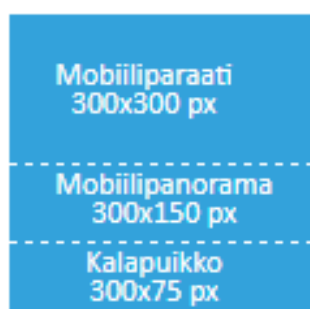 Mobiiliparaati
300x300 px
Mobiilipanorama
300x150 px
Kalapuikko
300x75 px